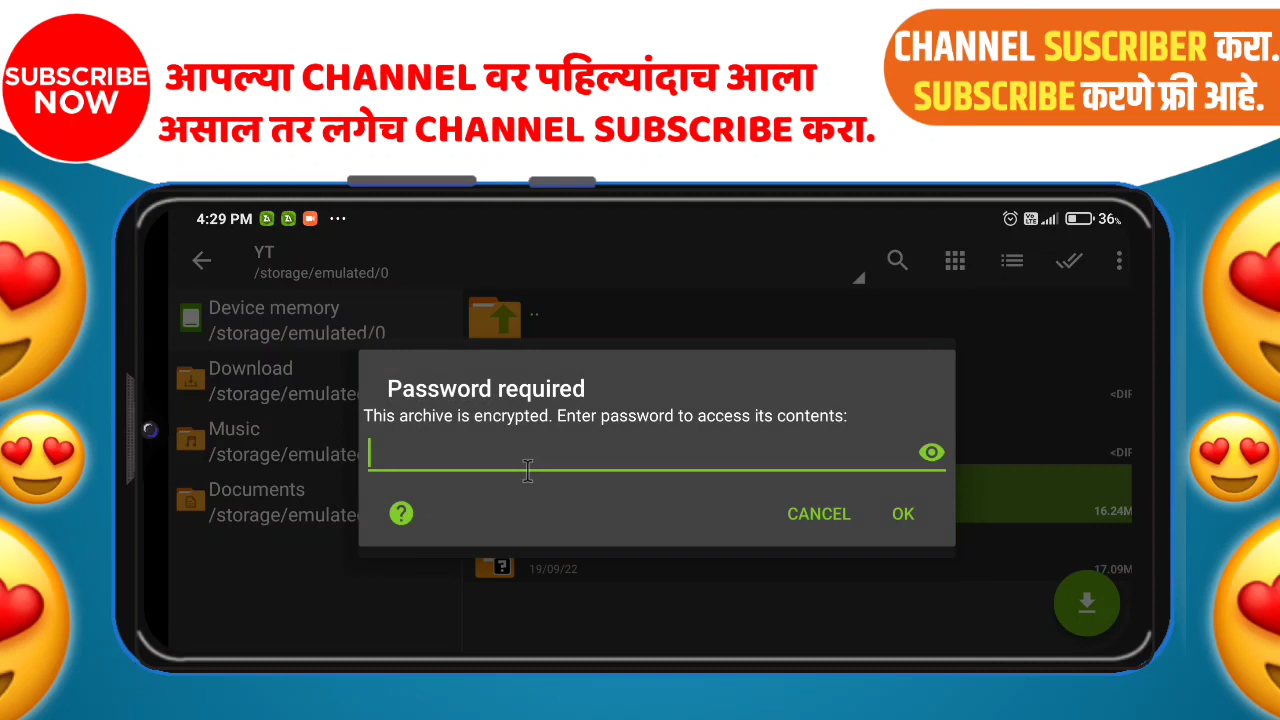 SUBSCRIBE
NOW
आपल्या CHANNEL वर पहिल्यांदाच आला
असाल तर लगेच CHANNEL SUBSCRIBE करा.
CHANNEL SUSCRIBER करा.
SUBSCRIBE करणे फ्री आहे.
4:29 PM
36%
YT
/storage/emulated/0
Device memory
/storage/emulated/0
..
Download
/storage/emulate
<DIR
Music
/storage/emulate
<DIR
Documents
/storage/emulate
16.24M
19/09/22
17.09M
Password required
This archive is encrypted. Enter password to access its contents:
?
CANCEL
OK